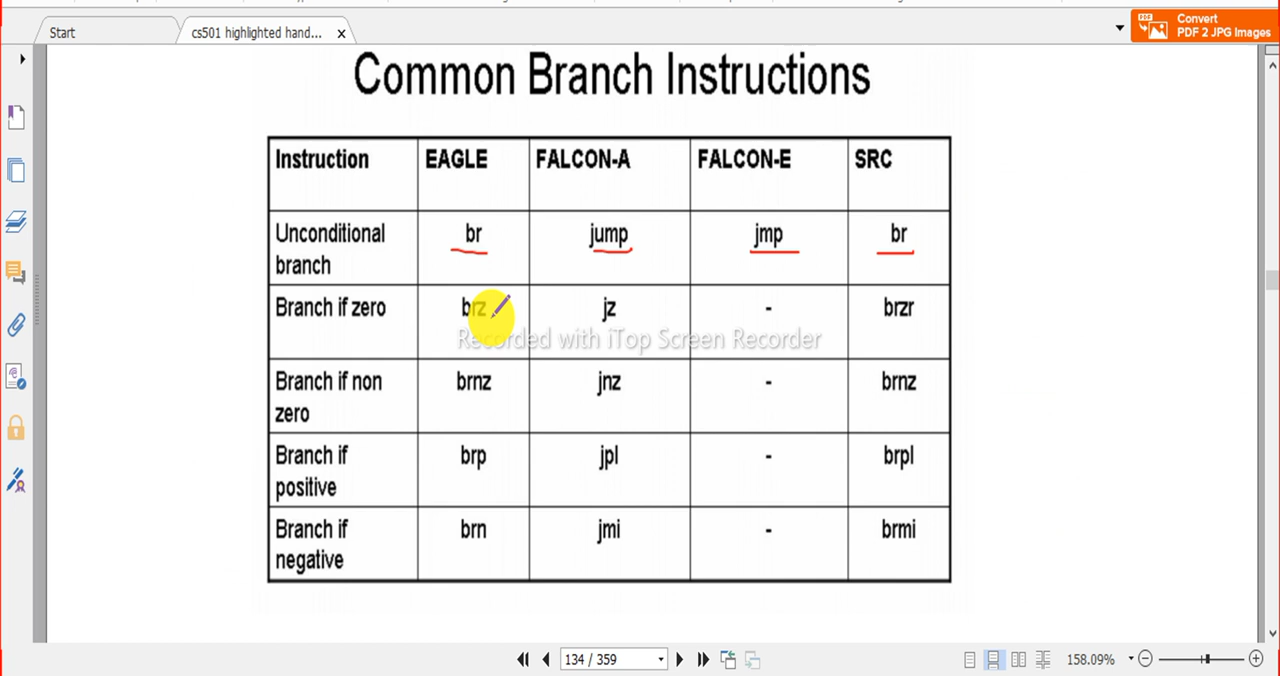 Start
cs501 highlighted hand...
x
Convert
PDF 2 JPG Images
Common Branch Instructions
Instruction EAGLE FALCON-A FALCON-E SRC
Unconditional branch br jump jmp br
Branch if zero brz jz - brzr
Recorded with iTop Screen Recorder
Branch if non zero brnz jnz - brnz
Branch if positive brp jpl - brpl
Branch if negative brn jmi - brmi
134 / 359
158.09%